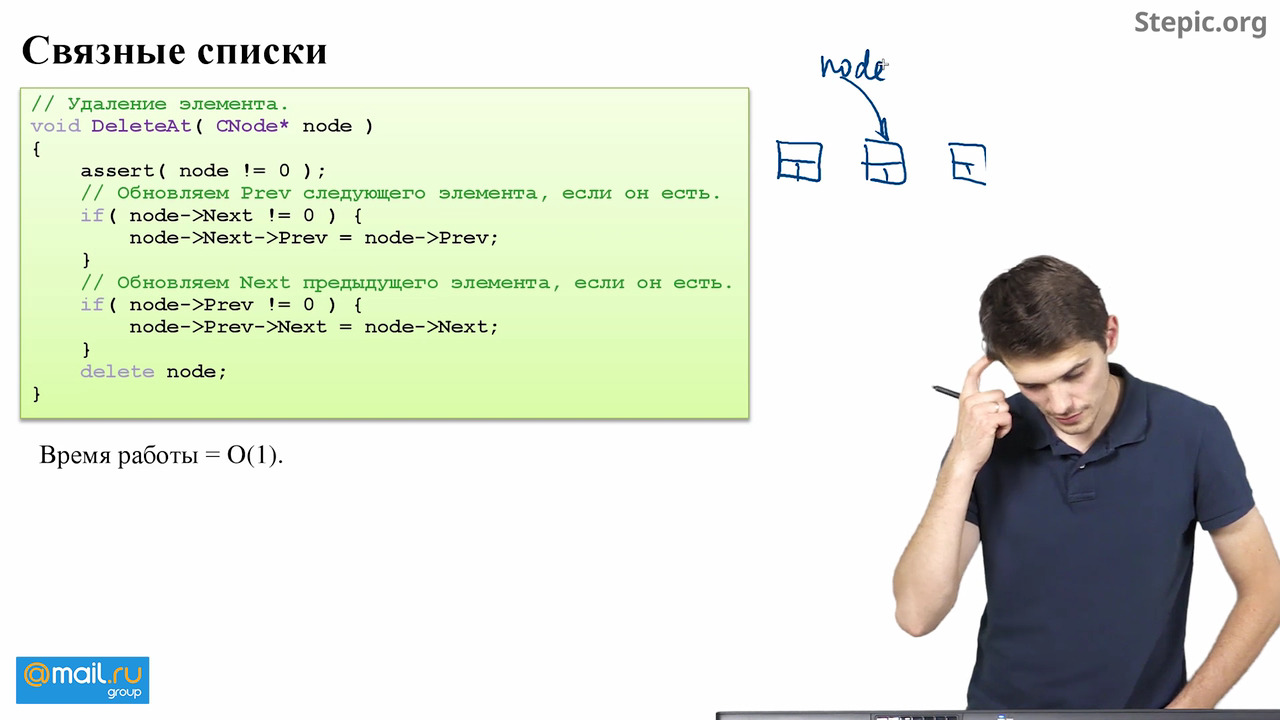 Stepic.org
Связные списки
node
// Удаление элемента.
void DeleteAt( CNode* node )
{
assert( node != 0 );
// Обновляем Prev следующего элемента, если он есть.
if( node->Next != 0 ) {
node->Next->Prev = node->Prev;
}
// Обновляем Next предыдущего элемента, если он есть.
if( node->Prev != 0 ) {
node->Prev->Next = node->Next;
}
delete node;
}
Время работы = O(1).
@mail.ru
group